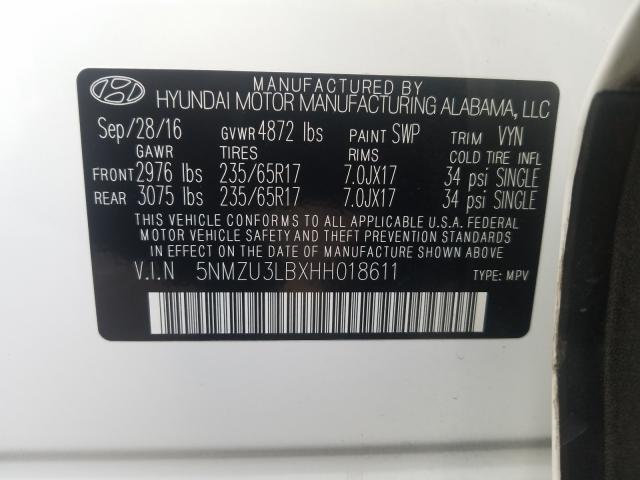 MANUFACTURED BY
HYUNDAI MOTOR MANUFACTURING ALABAMA, LLC
Sep/28/16 GVWR 4872 lbs PAINT SWP TRIM VYN
GAWR TIRES RIMS COLD TIRE INFL
FRONT 2976 lbs 235/65R17 7.0JX17 34 psi SINGLE
REAR 3075 lbs 235/65R17 7.0JX17 34 psi SINGLE
THIS VEHICLE CONFORMS TO ALL APPLICABLE U.S.A. FEDERAL
MOTOR VEHICLE SAFETY AND THEFT PREVENTION STANDARDS
IN EFFECT ON THE DATE OF MANUFACTURE SHOWN ABOVE.
V.I.N 5NMZU3LBXHH018611 TYPE: MPV